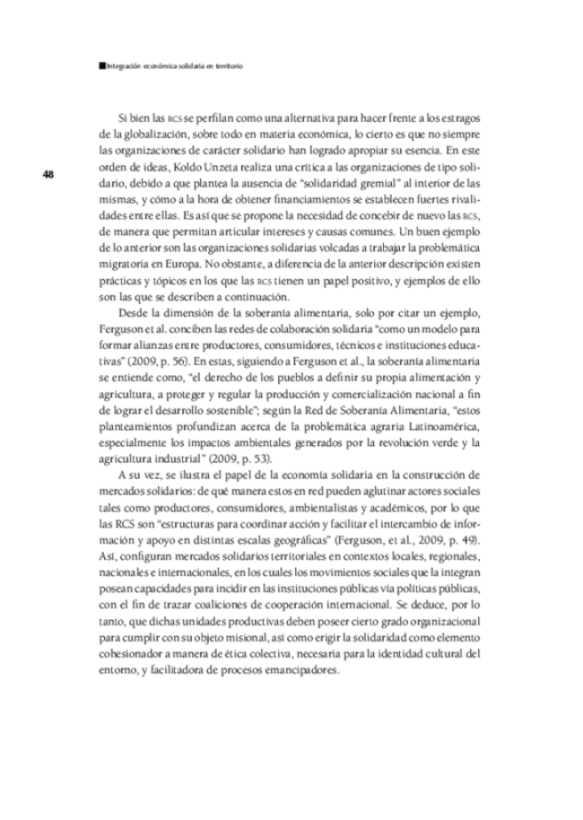 Integración económica solidaria en territorio
Si bien las RCS se perfilan como una alternativa para hacer frente a los estragos
de la globalización, sobre todo en materia económica, lo cierto es que no siempre
las organizaciones de carácter solidario han logrado apropiar su esencia. En este
orden de ideas, Koldo Unzeta realiza una crítica a las organizaciones de tipo soli-
48
dario, debido a que plantea la ausencia de “solidaridad gremial” al interior de las
mismas, y cómo a la hora de obtener financiamientos se establecen fuertes rivali-
dades entre ellas. Es así que se propone la necesidad de concebir de nuevo las RCS,
de manera que permitan articular intereses y causas comunes. Un buen ejemplo
de lo anterior son las organizaciones solidarias volcadas a trabajar la problemática
migratoria en Europa. No obstante, a diferencia de la anterior descripción existen
prácticas y tópicos en los que las RCS tienen un papel positivo, y ejemplos de ello
son las que se describen a continuación.
Desde la dimensión de la soberanía alimentaria, solo por citar un ejemplo,
Ferguson et al. conciben las redes de colaboración solidaria “como un modelo para
formar alianzas entre productores, consumidores, técnicos e instituciones educa-
tivas” (2009, p. 56). En estas, siguiendo a Ferguson et al., la soberanía alimentaria
se entiende como, “el derecho de los pueblos a definir su propia alimentación y
agricultura, a proteger y regular la producción y comercialización nacional a fin
de lograr el desarrollo sostenible”; según la Red de Soberanía Alimentaria, “estos
planteamientos profundizan acerca de la problemática agraria Latinoamérica,
especialmente los impactos ambientales generados por la revolución verde y la
agricultura industrial” (2009, p. 53).
A su vez, se ilustra el papel de la economía solidaria en la construcción de
mercados solidarios: de qué manera estos en red pueden aglutinar actores sociales
tales como productores, consumidores, ambientalistas y académicos, por lo que
las RCS son “estructuras para coordinar acción y facilitar el intercambio de infor-
mación y apoyo en distintas escalas geográficas” (Ferguson, et al., 2009, p. 49).
Así, configuran mercados solidarios territoriales en contextos locales, regionales,
nacionales e internacionales, en los cuales los movimientos sociales que la integran
posean capacidades para incidir en las instituciones públicas vía políticas públicas,
con el fin de trazar coaliciones de cooperación internacional. Se deduce, por lo
tanto, que dichas unidades productivas deben poseer cierto grado organizacional
para cumplir con su objeto misional, así como erigir la solidaridad como elemento
cohesionador a manera de ética colectiva, necesaria para la identidad cultural del
entorno, y facilitadora de procesos emancipadores.